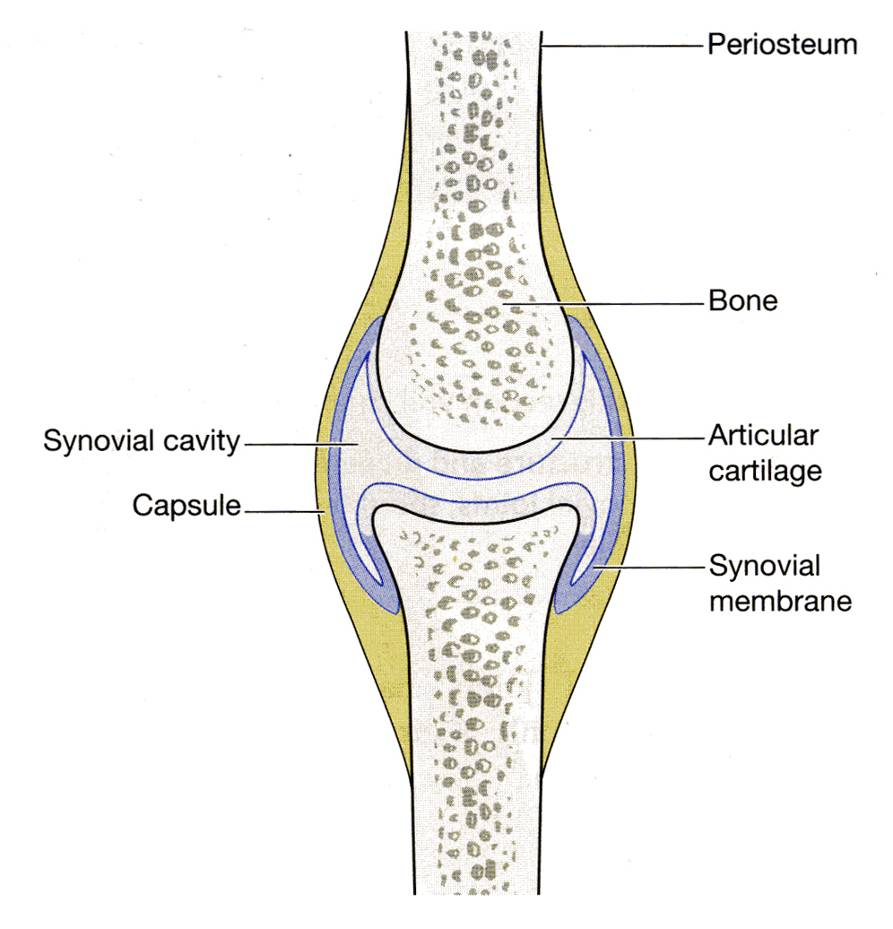 Periosteum
Bone
Synovial cavity
Articular
cartilage
Capsule
Synovial
membrane